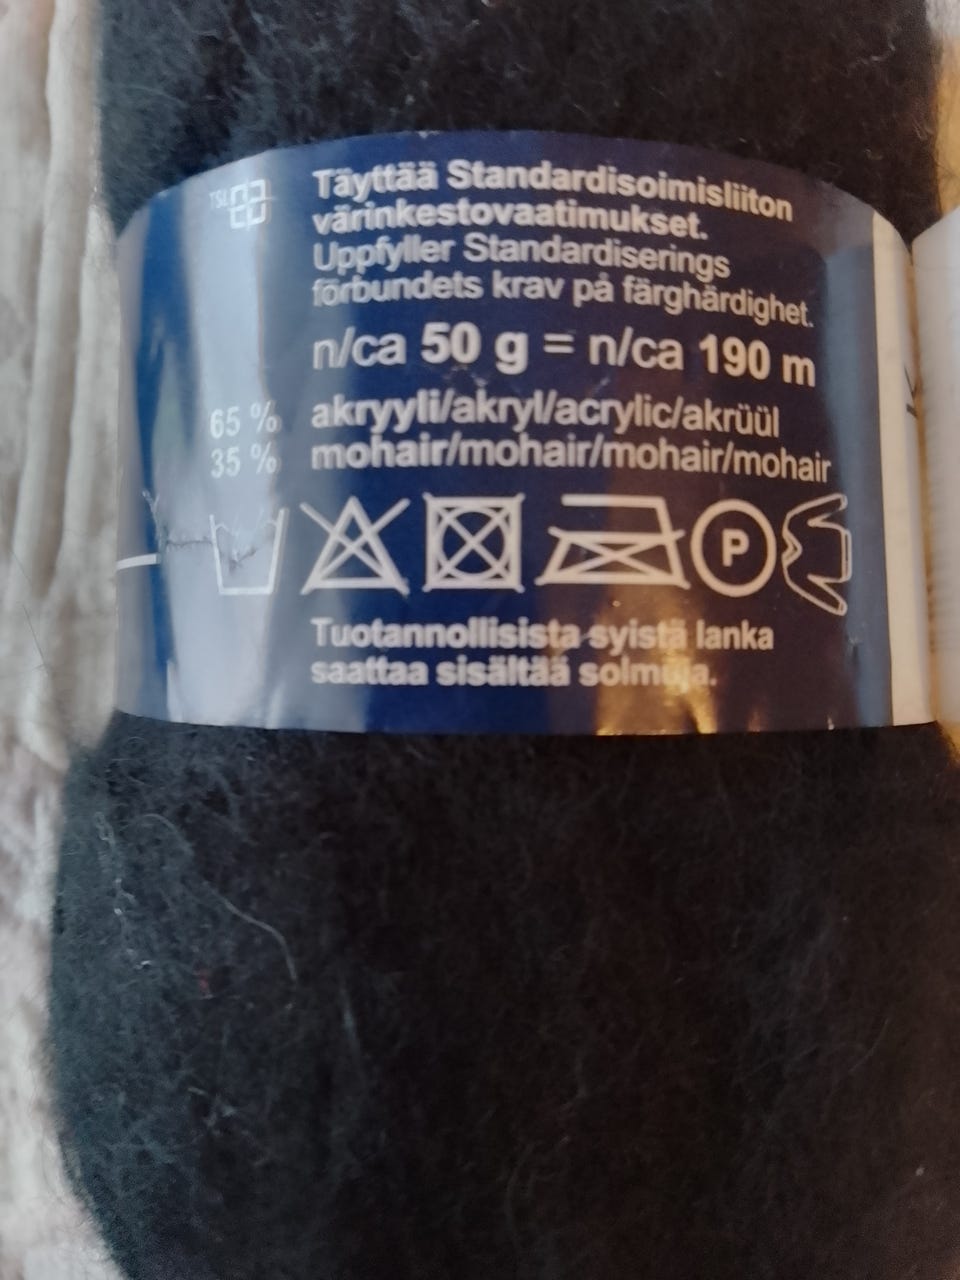 TSL
Täyttää Standardisoimisliiton
värinkestovaatimukset.
Uppfyller Standardiserings
förbundets krav på färghärdighet.
n/ca 50 g = n/ca 190 m
65 % akryyli/akryl/acrylic/akrüül
35 % mohair/mohair/mohair/mohair
P
Tuotannollisista syistä lanka
saattaa sisältää solmuja.